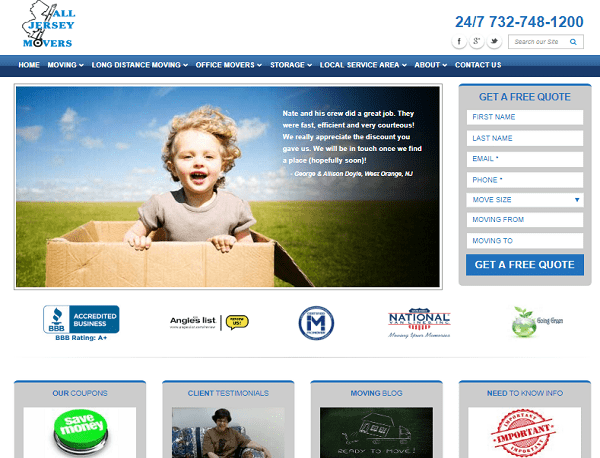 ALL
JERSEY
MOVERS
24/7 732-748-1200
Search our Site
HOME MOVING LONG DISTANCE MOVING OFFICE MOVERS STORAGE LOCAL SERVICE AREA ABOUT CONTACT US
Nate and his crew did a great job. They
were fast, efficient and very courteous!
We really appreciate the discount you
gave us. We will be in touch once we find
a place (hopefully soon)!
- George & Allison Doyle, West Orange, NJ
GET A FREE QUOTE
FIRST NAME
LAST NAME
EMAIL *
PHONE *
MOVE SIZE
MOVING FROM
MOVING TO
GET A FREE QUOTE
BBB
ACCREDITED
BUSINESS
BBB Rating: A+
Angie's list
M
NATIONAL
VAN LINES INC.
Moving Your Memories
Going Green
OUR COUPONS
CLIENT TESTIMONIALS
MOVING BLOG
NEED TO KNOW INFO
save
money
READY TO MOVE!
IMPORTANT